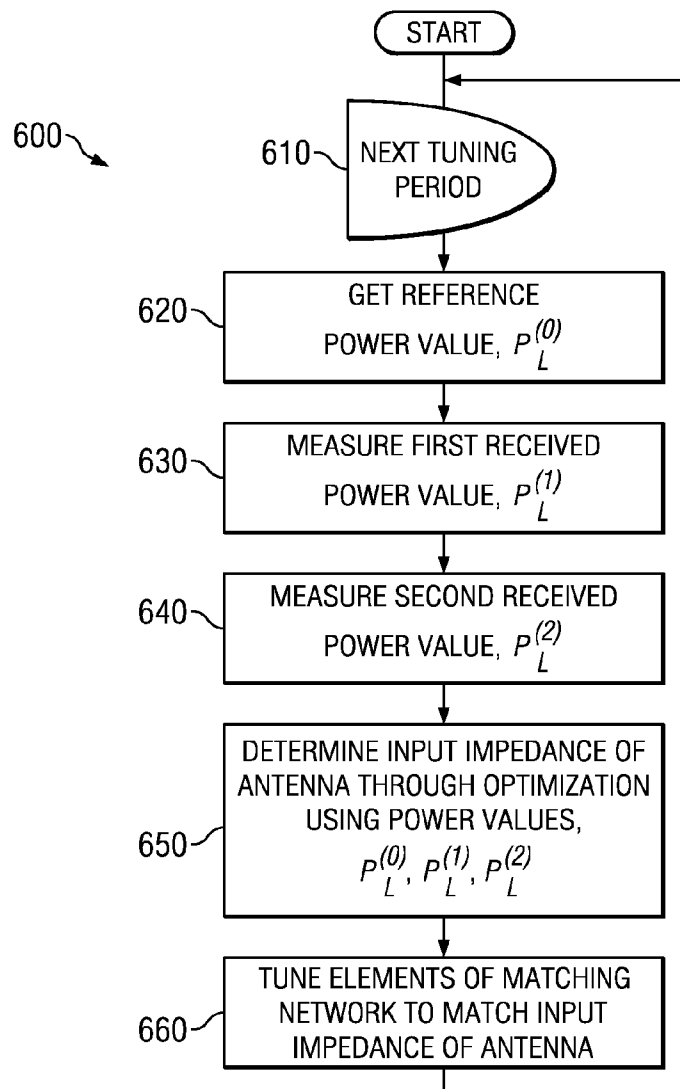 START
600
610
NEXT TUNING
PERIOD
620
GET REFERENCE
POWER VALUE, P_L^(0)
630
MEASURE FIRST RECEIVED
POWER VALUE, P_L^(1)
640
MEASURE SECOND RECEIVED
POWER VALUE, P_L^(2)
650
DETERMINE INPUT IMPEDANCE OF
ANTENNA THROUGH OPTIMIZATION
USING POWER VALUES,
P_L^(0), P_L^(1), P_L^(2)
660
TUNE ELEMENTS OF MATCHING
NETWORK TO MATCH INPUT
IMPEDANCE OF ANTENNA